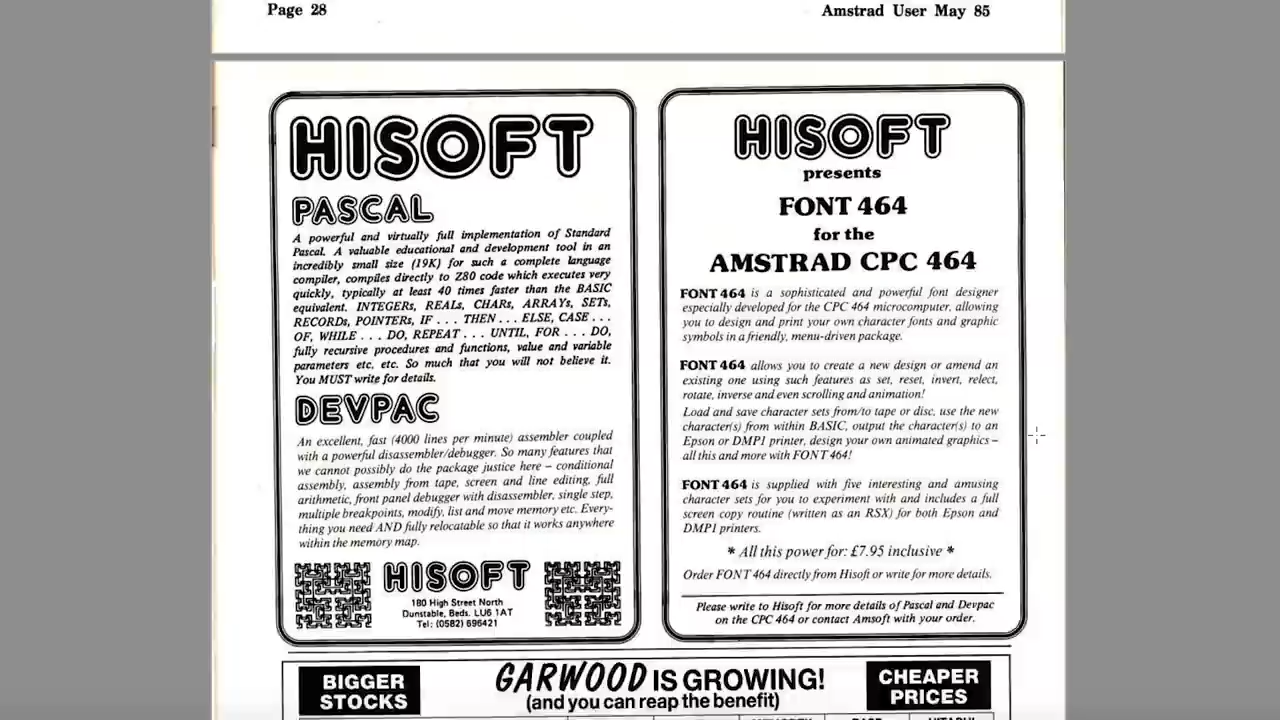 Page 28
Amstrad User May 85
HISOFT
PASCAL
A powerful and virtually full implementation of Standard
Pascal. A valuable educational and development tool in an
incredibly small size (19K) for such a complete language
compiler, compiles directly to Z80 code which executes very
quickly, typically at least 40 times faster than the BASIC
equivalent. INTEGERs, REALs, CHARs, ARRAYs, SETs,
RECORDs, POINTERs, IF . . . THEN . . . ELSE, CASE . . .
OF, WHILE . . . DO, REPEAT . . . UNTIL, FOR . . . DO,
fully recursive procedures and functions, value and variable
parameters etc. etc. So much that you will not believe it.
You MUST write for details.
DEVPAC
An excellent, fast (4000 lines per minute) assembler coupled
with a powerful disassembler/debugger. So many features that
we cannot possibly do the package justice here – conditional
assembly, assembly from tape, screen and line editing, full
arithmetic, front panel debugger with disassembler, single step,
multiple breakpoints, modify, list and move memory etc. Every-
thing you need AND fully relocatable so that it works anywhere
within the memory map.
HISOFT
180 High Street North
Dunstable, Beds. LU6 1AT
Tel: (0582) 696421
HISOFT
presents
FONT 464
for the
AMSTRAD CPC 464
FONT 464 is a sophisticated and powerful font designer
especially developed for the CPC 464 microcomputer, allowing
you to design and print your own character fonts and graphic
symbols in a friendly, menu-driven package.
FONT 464 allows you to create a new design or amend an
existing one using such features as set, reset, invert, relect,
rotate, inverse and even scrolling and animation!
Load and save character sets from/to tape or disc, use the new
character(s) from within BASIC, output the character(s) to an
Epson or DMP1 printer, design your own animated graphics –
all this and more with FONT 464!
FONT 464 is supplied with five interesting and amusing
character sets for you to experiment with and includes a full
screen copy routine (written as an RSX) for both Epson and
DMP1 printers.
* All this power for: £7.95 inclusive *
Order FONT 464 directly from Hisoft or write for more details.
Please write to Hisoft for more details of Pascal and Devpac
on the CPC 464 or contact Amsoft with your order.
BIGGER
STOCKS
GARWOOD IS GROWING!
(and you can reap the benefit)
CHEAPER
PRICES